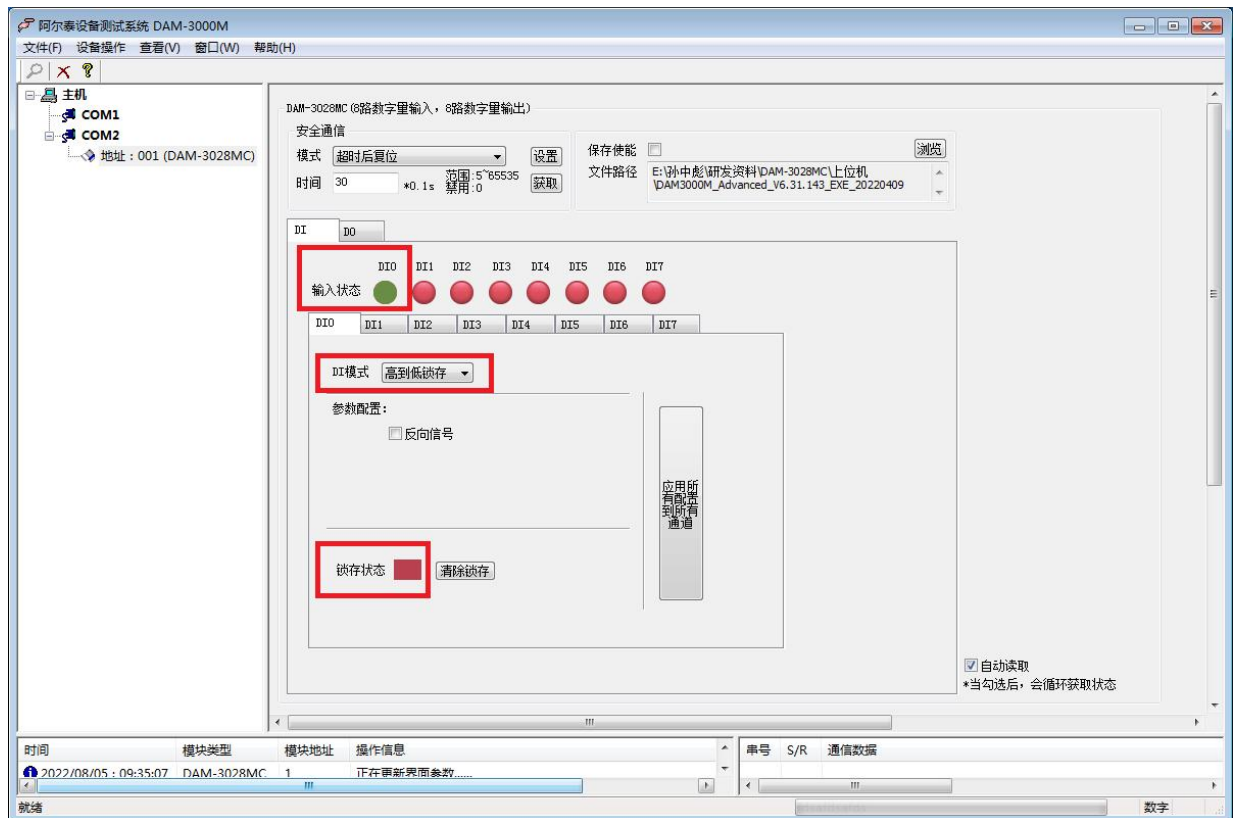 阿尔泰设备测试系统 DAM-3000M
文件(F) 设备操作 查看(V) 窗口(W) 帮助(H)
主机
COM1
COM2
地址：001 (DAM-3028MC)
DAM-3028MC(8路数字量输入，8路数字量输出)
安全通信
模式 超时后复位 设置
时间 30 *0.1s 范围:5~65535 禁用:0 获取
保存使能 浏览
文件路径 E:\孙中彪\研发资料\DAM-3028MC\上位机
\DAM3000M_Advanced_V6.31.143_EXE_20220409
DI DO
DI0 DI1 DI2 DI3 DI4 DI5 DI6 DI7
输入状态
DI0 DI1 DI2 DI3 DI4 DI5 DI6 DI7
DI模式 高到低锁存
参数配置:
反向信号
应用所
有配置
到所有
通道
锁存状态 清除锁存
自动读取
*当勾选后，会循环获取状态
时间 模块类型 模块地址 操作信息 串号 S/R 通信数据
2022/08/05 : 09:35:07 DAM-3028MC 1 正在更新界面参数......
就绪 数字